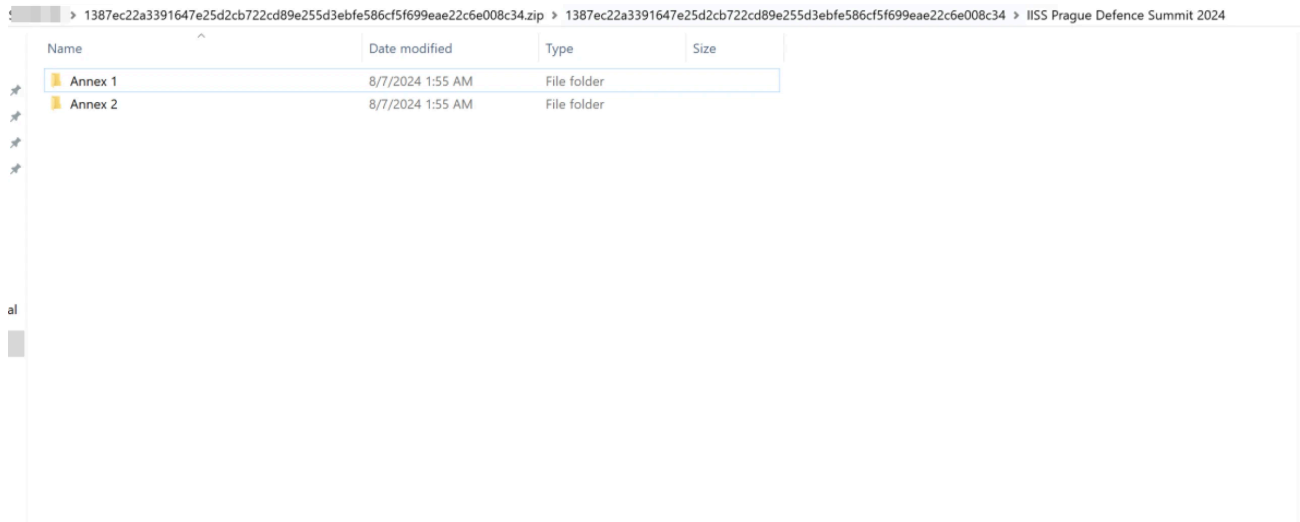 1387ec22a3391647e25d2cb722cd89e255d3ebfe586cf5f699eae22c6e008c34.zip > 1387ec22a3391647e25d2cb722cd89e255d3ebfe586cf5f699eae22c6e008c34 > IISS Prague Defence Summit 2024
Name Date modified Type Size
Annex 1 8/7/2024 1:55 AM File folder
Annex 2 8/7/2024 1:55 AM File folder
al